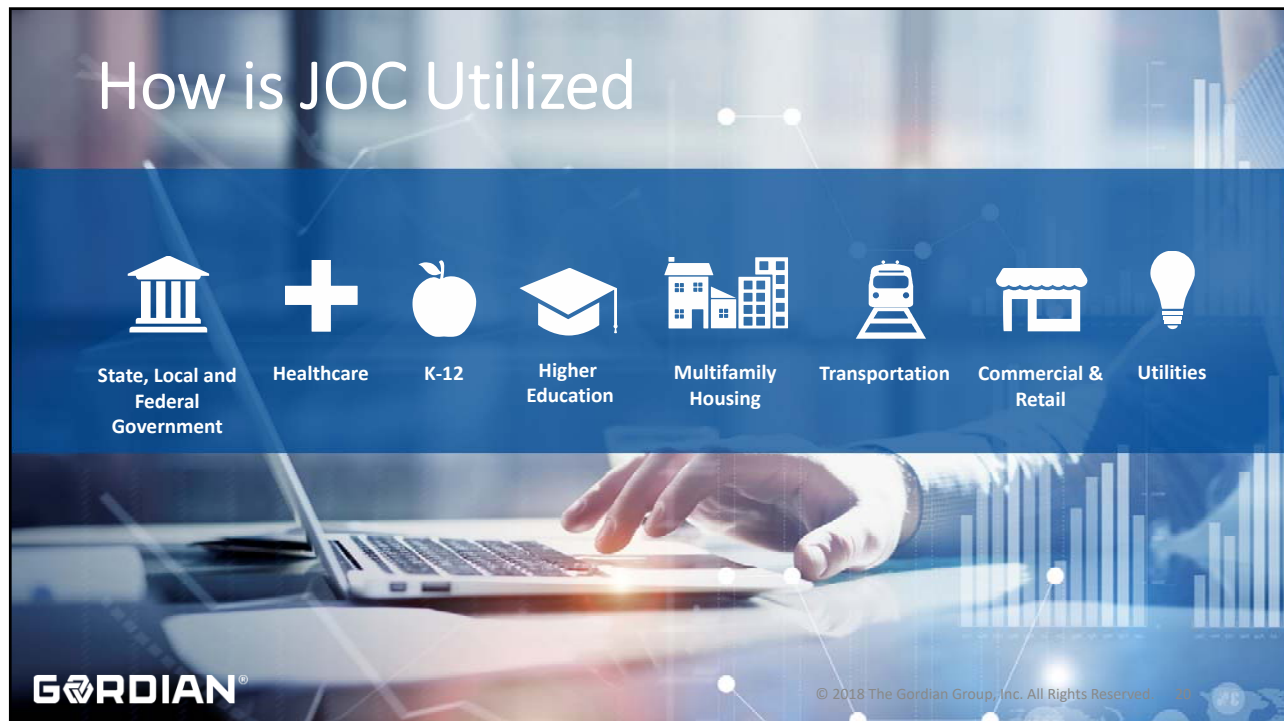 How is JOC Utilized
State, Local and
Federal
Government
Healthcare
K-12
Higher
Education
Multifamily
Housing
Transportation
Commercial &
Retail
Utilities
GORDIAN®
© 2018 The Gordian Group, Inc. All Rights Reserved.